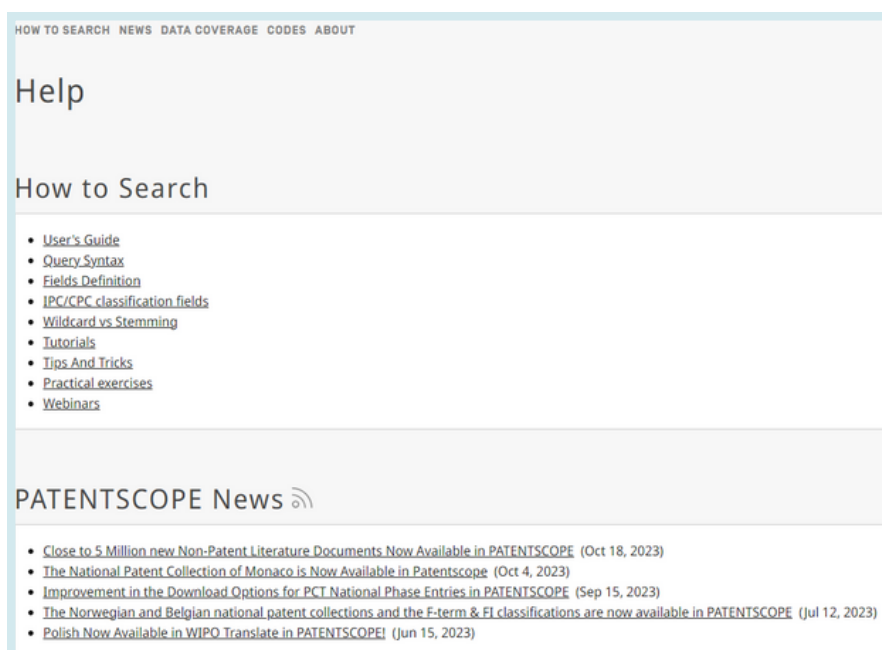 HOW TO SEARCH NEWS DATA COVERAGE CODES ABOUT
Help
How to Search
User's Guide
Query Syntax
Fields Definition
IPC/CPC classification fields
Wildcard vs Stemming
Tutorials
Tips And Tricks
Practical exercises
Webinars
PATENTSCOPE News
Close to 5 Million new Non-Patent Literature Documents Now Available in PATENTSCOPE (Oct 18, 2023)
The National Patent Collection of Monaco is Now Available in Patentscope (Oct 4, 2023)
Improvement in the Download Options for PCT National Phase Entries in PATENTSCOPE (Sep 15, 2023)
The Norwegian and Belgian national patent collections and the F-term & FI classifications are now available in PATENTSCOPE (Jul 12, 2023)
Polish Now Available in WIPO Translate in PATENTSCOPE! (Jun 15, 2023)